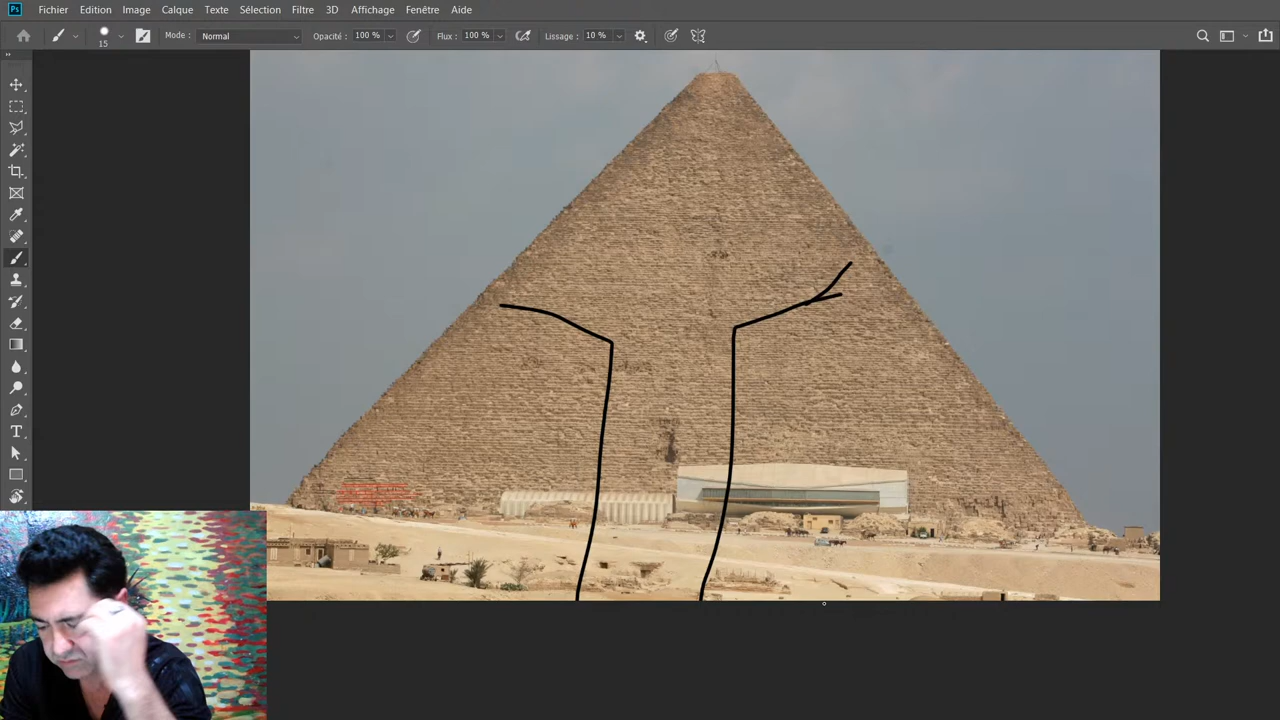 Ps Fichier Edition Image Calque Texte Sélection Filtre 3D Affichage Fenêtre Aide
15 Mode : Normal Opacité : 100 % Flux : 100 % Lissage : 10 %